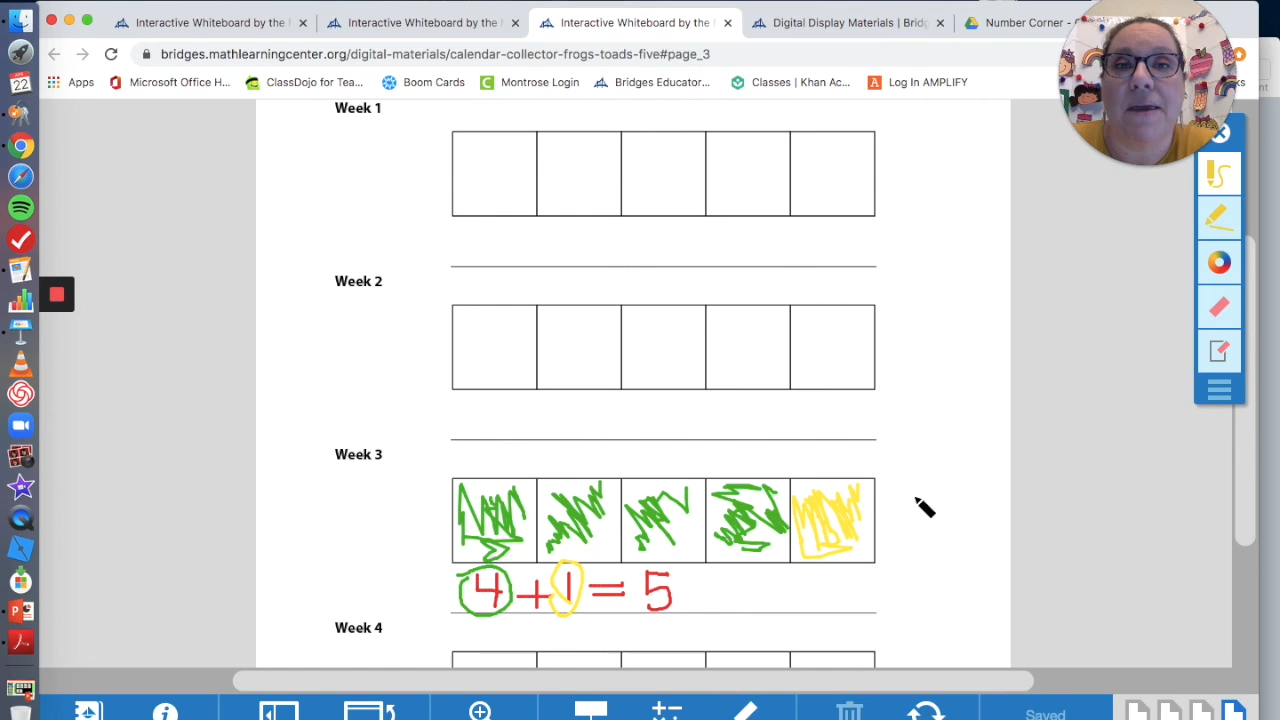 Interactive Whiteboard by the M
Interactive Whiteboard by the M
Interactive Whiteboard by the M
Digital Display Materials | Bridg
Number Corner -
bridges.mathlearningcenter.org/digital-materials/calendar-collector-frogs-toads-five#page_3
Apps
Microsoft Office H...
ClassDojo for Tea...
Boom Cards
Montrose Login
Bridges Educator...
Classes | Khan Ac...
Log In AMPLIFY
APR
22
Week 1
Week 2
Week 3
4 + 1 = 5
Week 4
Saved